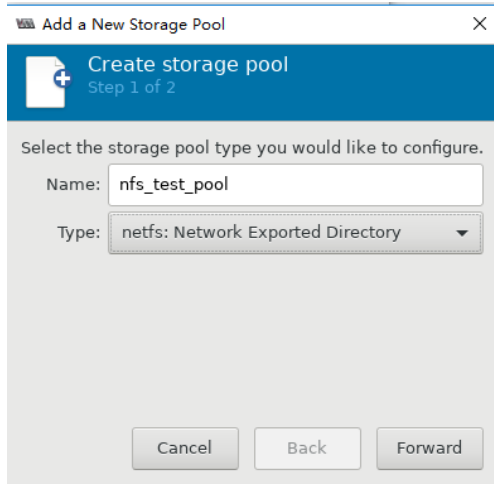 Add a New Storage Pool
Create storage pool
Step 1 of 2
Select the storage pool type you would like to configure.
Name: nfs_test_pool
Type: netfs: Network Exported Directory
Cancel Back Forward